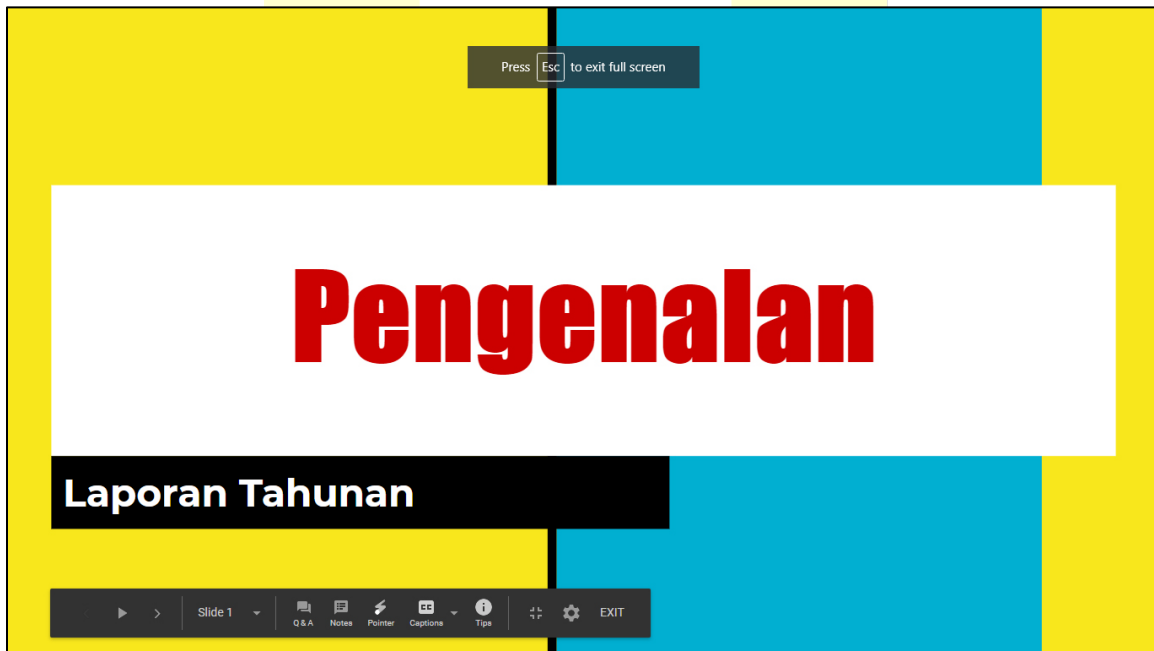 Press Esc to exit full screen
Pengenalan
Laporan Tahunan
Slide 1
Q & A Notes Pointer Captions Tips EXIT